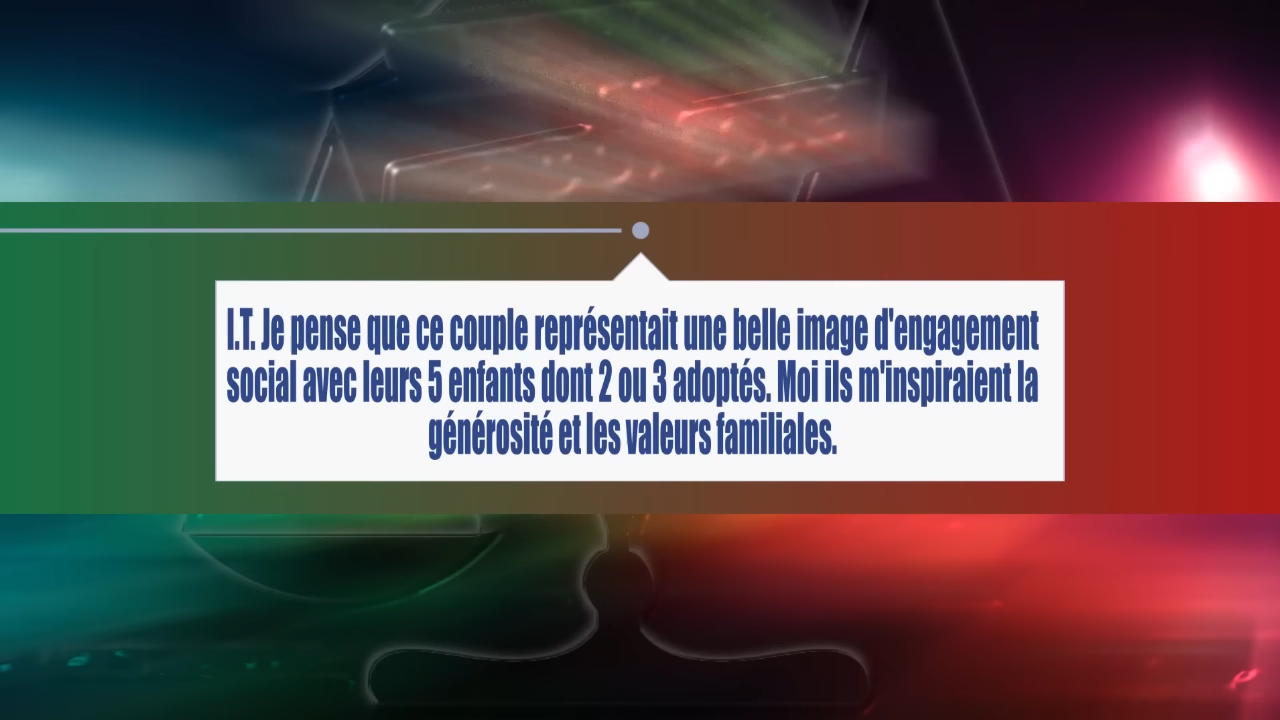 I.T. Je pense que ce couple représentait une belle image d'engagement
social avec leurs 5 enfants dont 2 ou 3 adoptés. Moi ils m'inspiraient la
générosité et les valeurs familiales.